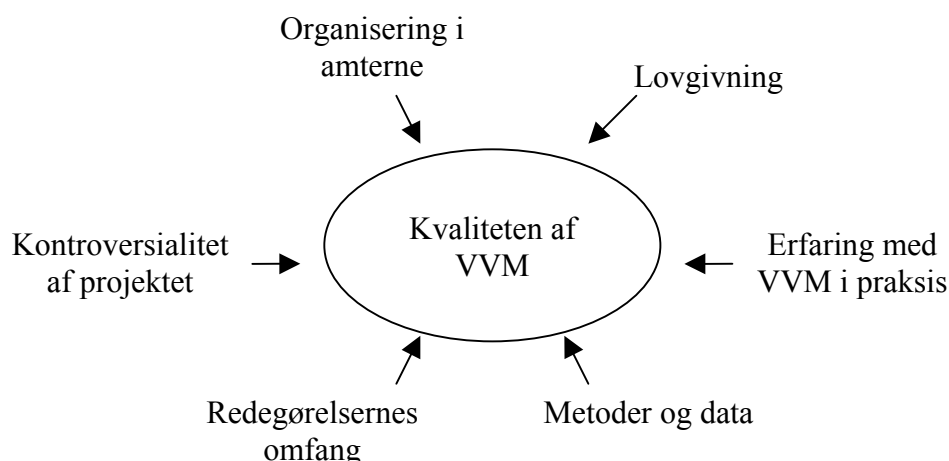 Organisering i
amterne
Lovgivning
Kontroversialitet
af projektet
Kvaliteten af
VVM
Erfaring med
VVM i praksis
Redegørelsernes
omfang
Metoder og data